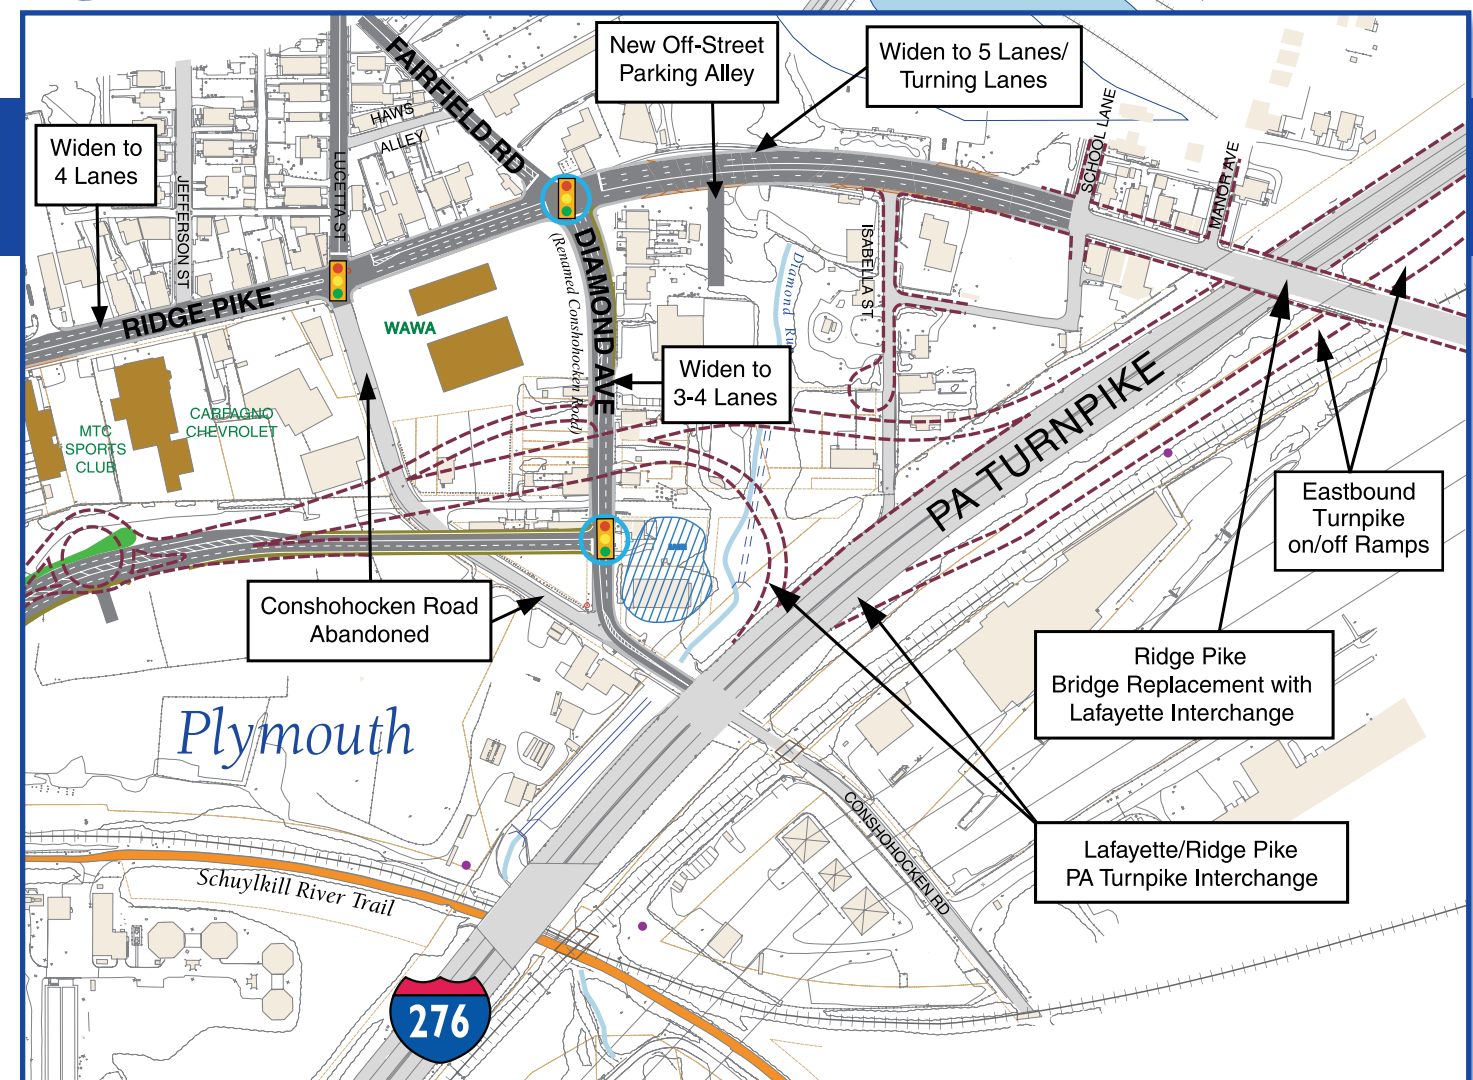 New Off-Street
Parking Alley
Widen to 5 Lanes/
Turning Lanes
FAIRFIELD RD
HAWS
ALLEY
Widen to
4 Lanes
JEFFERSON ST
LUCETTA ST
SCHOOL LANE
MANOR AVE
RIDGE PIKE
DIAMOND AVE
(Renamed Conshohocken Road)
Diamond Run
ISABELLA ST
WAWA
Widen to
3-4 Lanes
CARFAGNO
CHEVROLET
MTC
SPORTS
CLUB
PA TURNPIKE
Eastbound
Turnpike
on/off Ramps
Conshohocken Road
Abandoned
Ridge Pike
Bridge Replacement with
Lafayette Interchange
Plymouth
CONSHOHOCKEN RD
Lafayette/Ridge Pike
PA Turnpike Interchange
Schuylkill River Trail
276